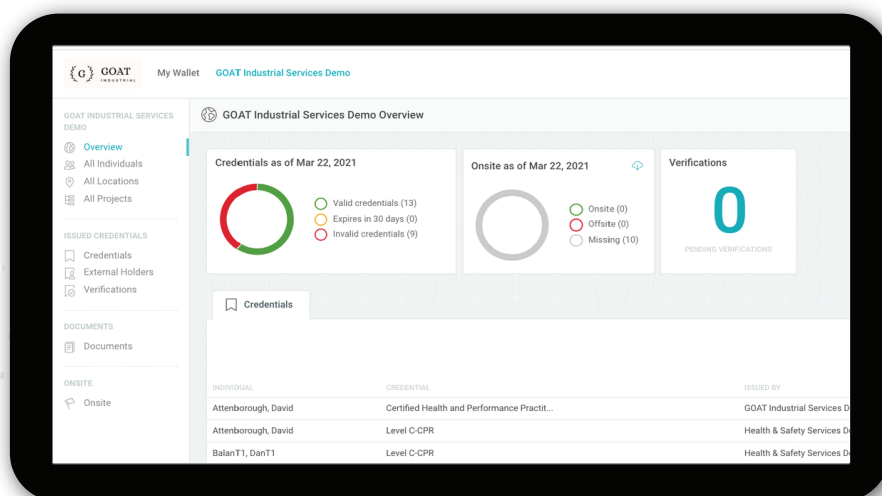 G GOAT
INDUSTRIAL
My Wallet GOAT Industrial Services Demo
GOAT INDUSTRIAL SERVICES
DEMO
Overview
All Individuals
All Locations
All Projects
ISSUED CREDENTIALS
Credentials
External Holders
Verifications
DOCUMENTS
Documents
ONSITE
Onsite
GOAT Industrial Services Demo Overview
Credentials as of Mar 22, 2021
Valid credentials (13)
Expires in 30 days (0)
Invalid credentials (9)
Onsite as of Mar 22, 2021
Onsite (0)
Offsite (0)
Missing (10)
Verifications
0
PENDING VERIFICATIONS
Credentials
INDIVIDUAL CREDENTIAL ISSUED BY
Attenborough, David Certified Health and Performance Practit... GOAT Industrial Services D
Attenborough, David Level C-CPR Health & Safety Services De
BalanT1, DanT1 Level C-CPR Health & Safety Services De